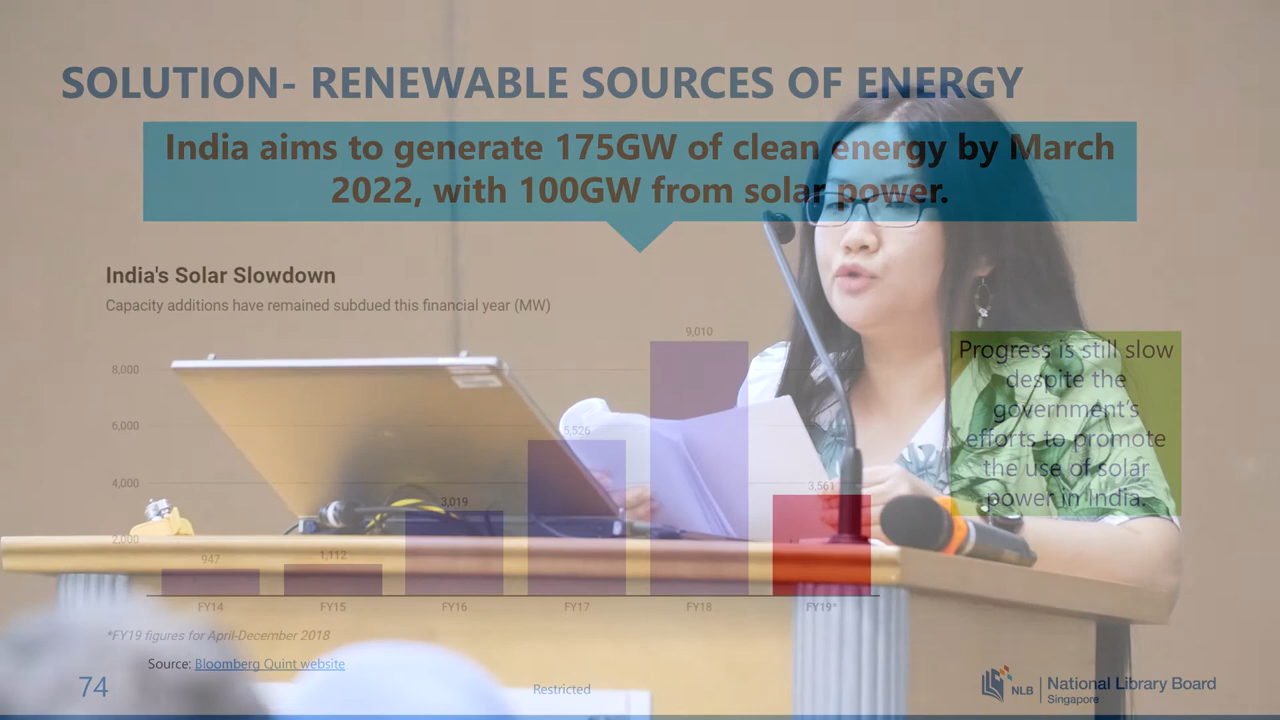 SOLUTION- RENEWABLE SOURCES OF ENERGY
India aims to generate 175GW of clean energy by March
2022, with 100GW from solar power.
India's Solar Slowdown
Capacity additions have remained subdued this financial year (MW)
9,010
8,000
6,000
5,526
4,000
3,561
3,019
2,000
1,112
947
FY14
FY15
FY16
FY17
FY18
FY19*
Progress is still slow
despite the
government's
efforts to promote
the use of solar
power in India.
*FY19 figures for April-December 2018
Source: Bloomberg Quint website
74
Restricted
NLB
National Library Board
Singapore